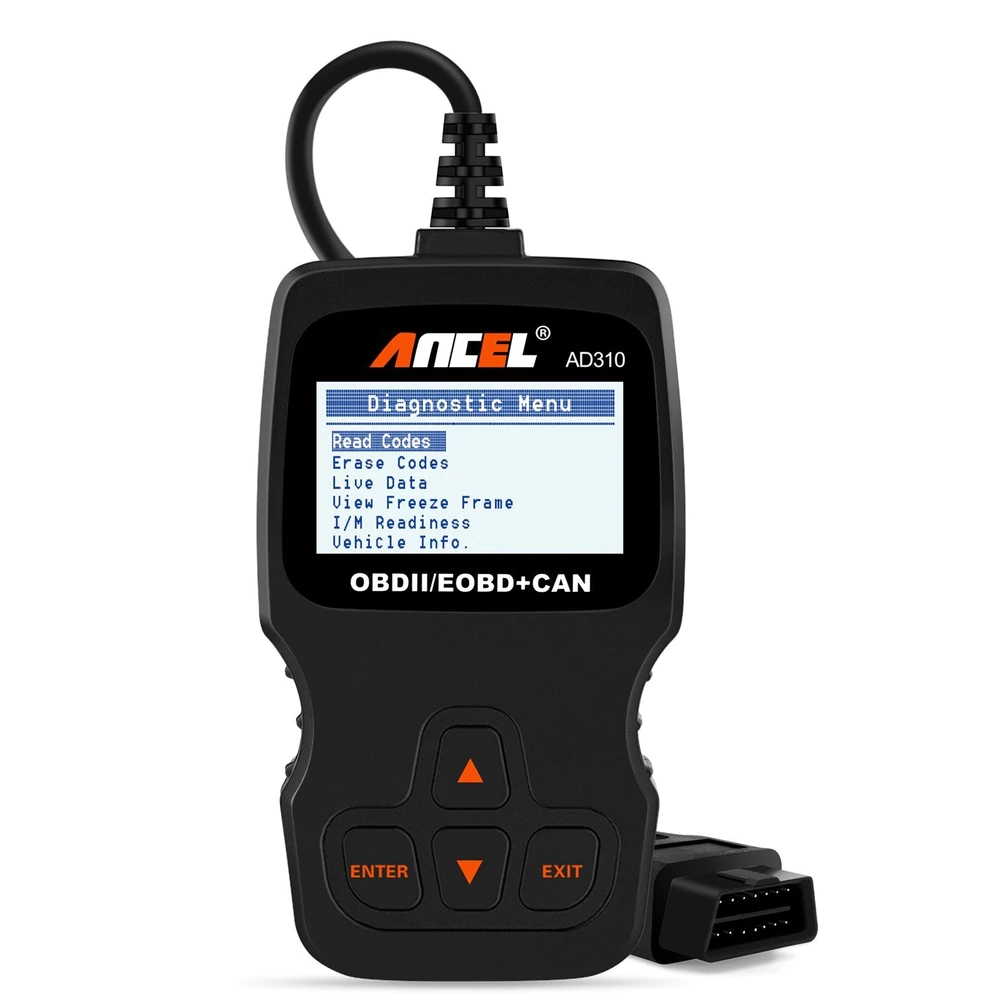 ANCEL®
AD310
Diagnostic Menu
Read Codes
Erase Codes
Live Data
View Freeze Frame
I/M Readiness
Vehicle Info.
OBDII/EOBD+CAN
▲
ENTER ▼ EXIT